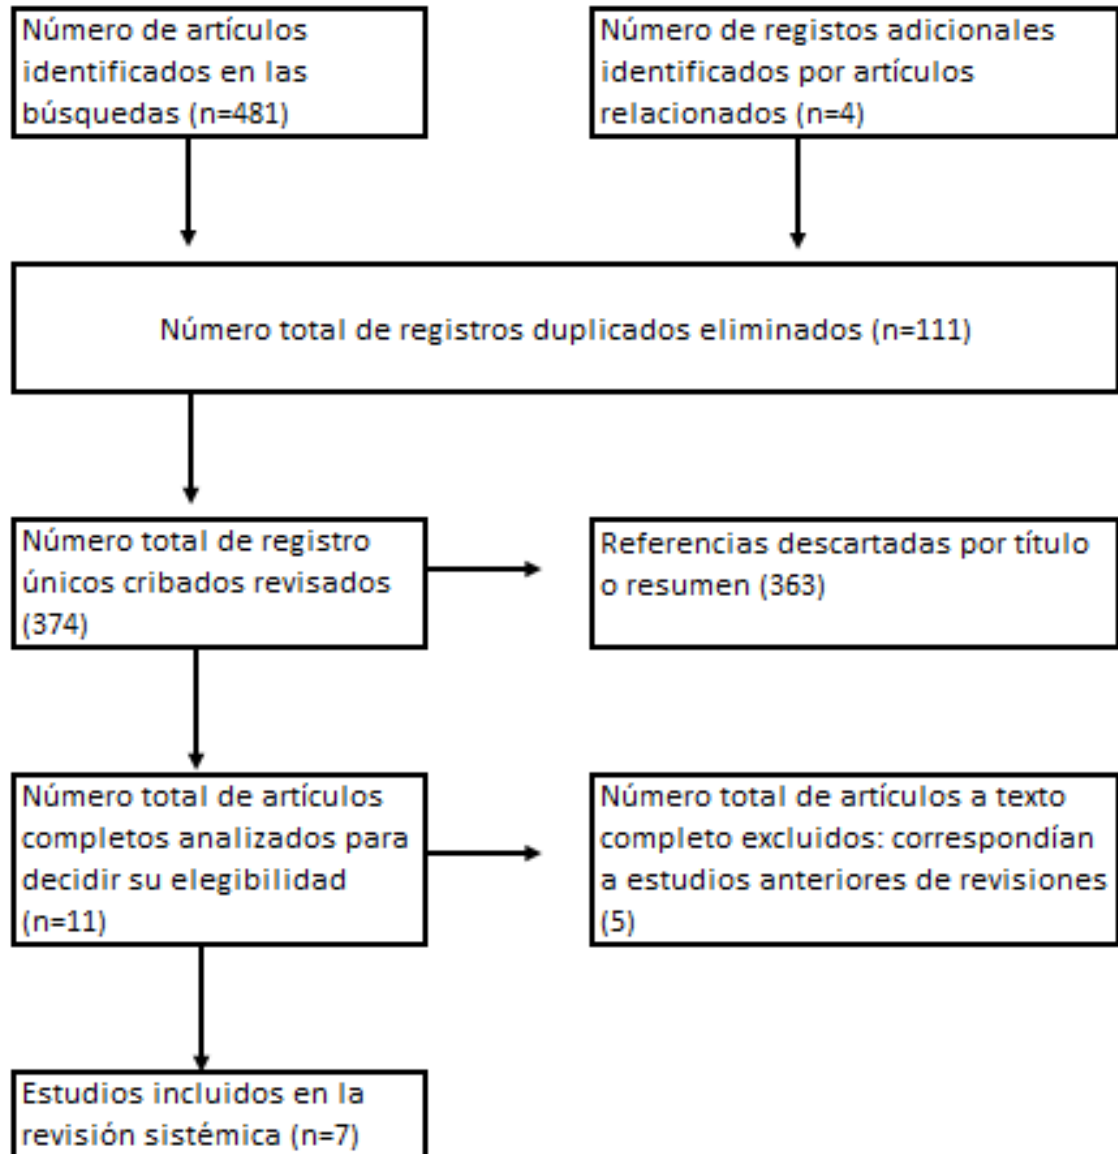 Número de artículos
identificados en las
búsquedas (n=481)
Número de registos adicionales
identificados por artículos
relacionados (n=4)
Número total de registros duplicados eliminados (n=111)
Número total de registro
únicos cribados revisados
(374)
Referencias descartadas por título
o resumen (363)
Número total de artículos
completos analizados para
decidir su elegibilidad
(n=11)
Número total de artículos a texto
completo excluidos: correspondían
a estudios anteriores de revisiones
(5)
Estudios incluidos en la
revisión sistémica (n=7)